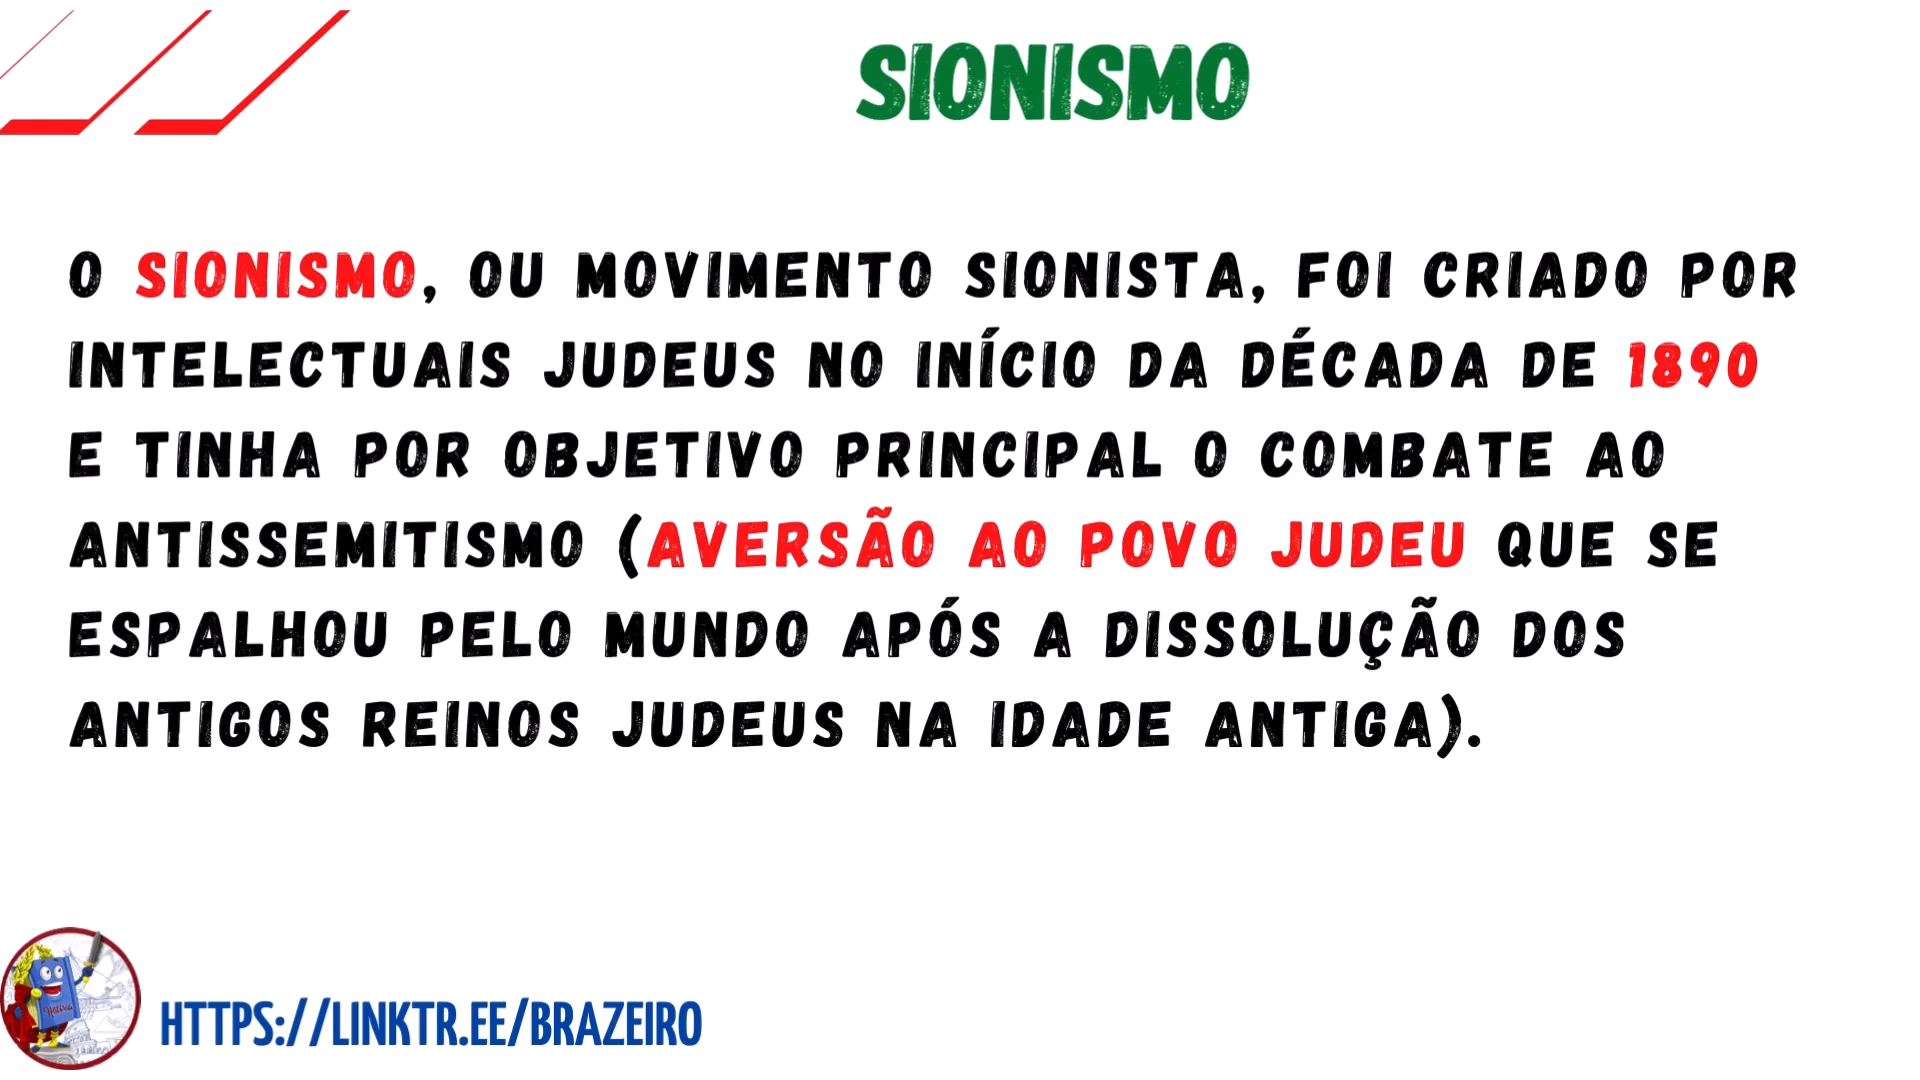 SIONISMO
O SIONISMO, OU MOVIMENTO SIONISTA, FOI CRIADO POR
INTELECTUAIS JUDEUS NO INÍCIO DA DÉCADA DE 1890
E TINHA POR OBJETIVO PRINCIPAL O COMBATE AO
ANTISSEMITISMO (AVERSÃO AO POVO JUDEU QUE SE
ESPALHOU PELO MUNDO APÓS A DISSOLUÇÃO DOS
ANTIGOS REINOS JUDEUS NA IDADE ANTIGA).
História
HTTPS://LINKTR.EE/BRAZEIRO